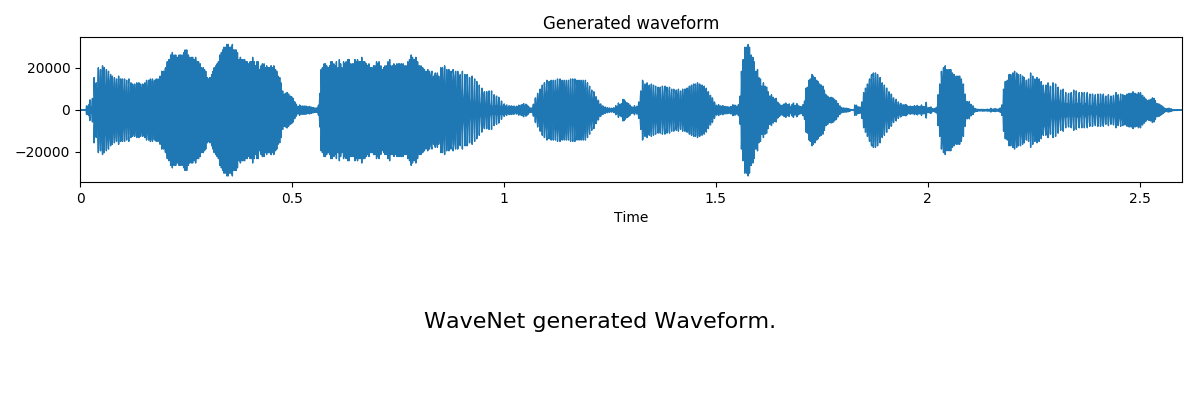 Generated waveform
20000
0
−20000
0 0.5 1 1.5 2 2.5
Time
WaveNet generated Waveform.